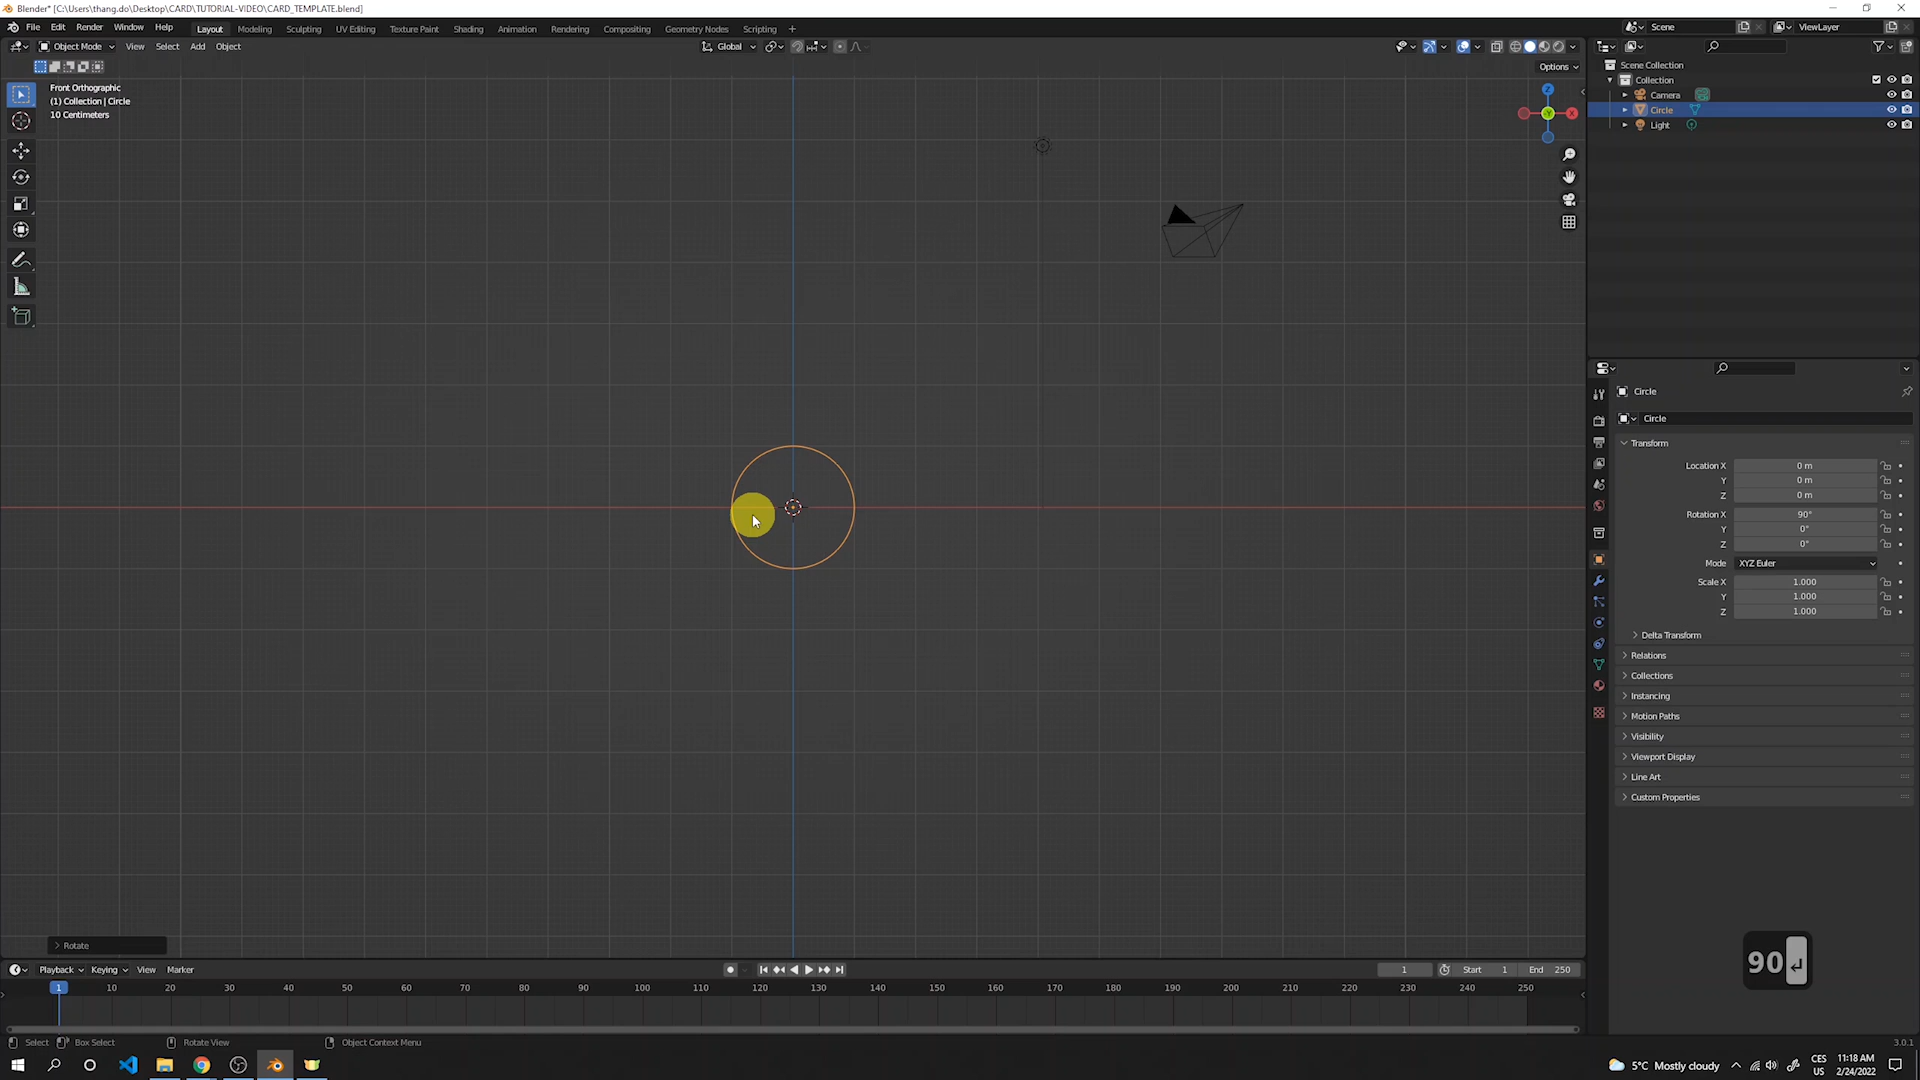 Blender* [C:\Users\thang.do\Desktop\CARD\TUTORIAL-VIDEO\CARD_TEMPLATE.blend]
File Edit Render Window Help Layout Modeling Sculpting UV Editing Texture Paint Shading Animation Rendering Compositing Geometry Nodes Scripting + Scene ViewLayer
Object Mode View Select Add Object Global
Options
Front Orthographic
(1) Collection | Circle
10 Centimeters
Z
Y
X
Scene Collection
Collection
Camera
Circle
Light
Circle
Circle
Transform
Location X 0 m
Y 0 m
Z 0 m
Rotation X 90°
Y 0°
Z 0°
Mode XYZ Euler
Scale X 1.000
Y 1.000
Z 1.000
Delta Transform
Relations
Collections
Instancing
Motion Paths
Visibility
Viewport Display
Line Art
Custom Properties
90↵
Rotate
Playback Keying View Marker 1 Start 1 End 250
1 10 20 30 40 50 60 70 80 90 100 110 120 130 140 150 160 170 180 190 200 210 220 230 240 250
Select Box Select Rotate View Object Context Menu 3.0.1
5°C Mostly cloudy CES US 11:18 AM 2/24/2022